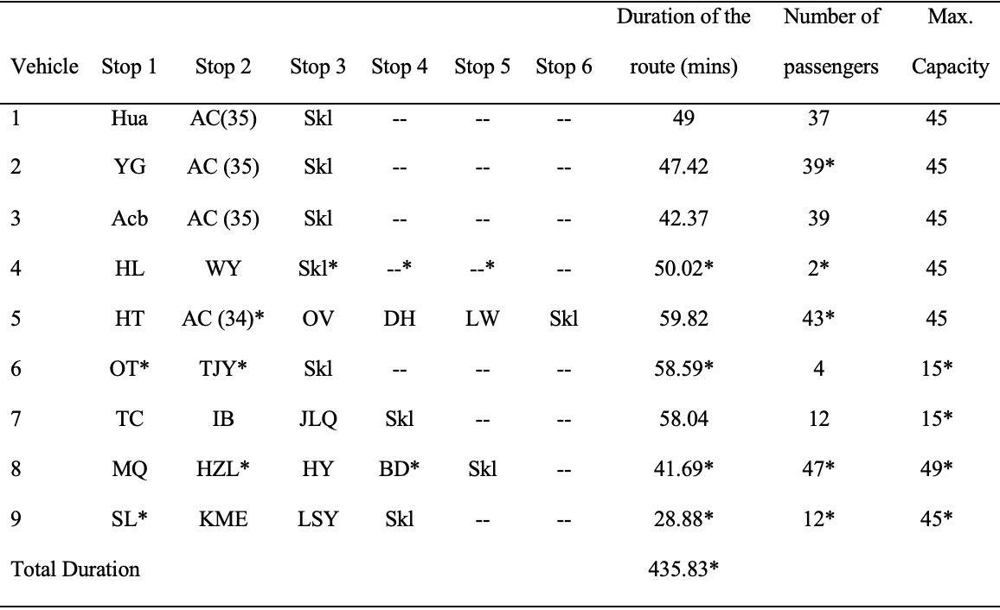 Duration of the Number of Max.
Vehicle Stop 1 Stop 2 Stop 3 Stop 4 Stop 5 Stop 6 route (mins) passengers Capacity
1 Hua AC(35) Skl -- -- -- 49 37 45
2 YG AC (35) Skl -- -- -- 47.42 39* 45
3 Acb AC (35) Skl -- -- -- 42.37 39 45
4 HL WY Skl* --* --* -- 50.02* 2* 45
5 HT AC (34)* OV DH LW Skl 59.82 43* 45
6 OT* TJY* Skl -- -- -- 58.59* 4 15*
7 TC IB JLQ Skl -- -- 58.04 12 15*
8 MQ HZL* HY BD* Skl -- 41.69* 47* 49*
9 SL* KME LSY Skl -- -- 28.88* 12* 45*
Total Duration 435.83*